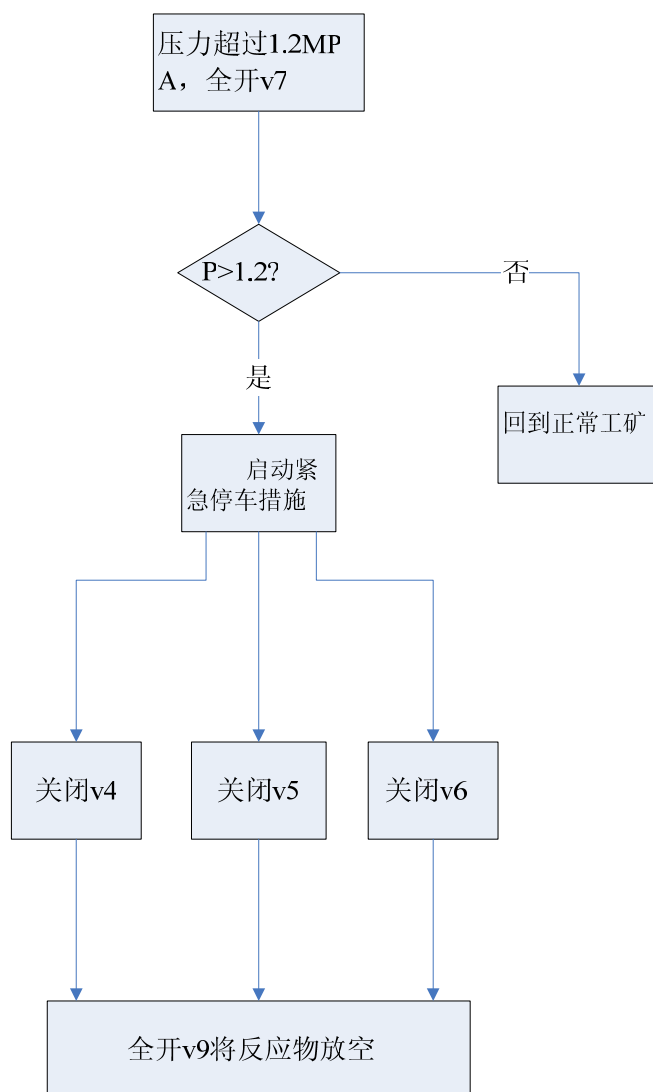 压力超过1.2MP
A，全开v7
P>1.2?
否
是
回到正常工矿
启动紧
急停车措施
关闭v4
关闭v5
关闭v6
全开v9将反应物放空